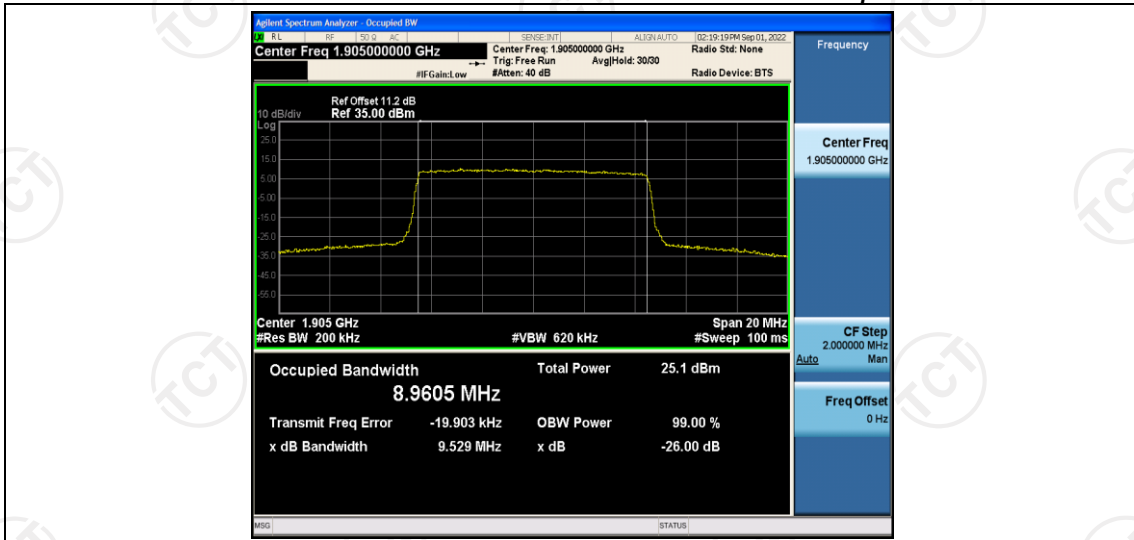 Agilent Spectrum Analyzer - Occupied BW
RL RF 50 Ω AC SENSE:INT ALIGN AUTO 02:19:19 PM Sep 01, 2022
Center Freq 1.905000000 GHz Center Freq: 1.905000000 GHz Radio Std: None Frequency
Trig: Free Run Avg|Hold: 30/30
#IFGain:Low #Atten: 40 dB Radio Device: BTS
Ref Offset 11.2 dB
10 dB/div Ref 35.00 dBm
Log
25.0
15.0
5.00
-5.00
-15.0
-25.0
-35.0
-45.0
-55.0
Center Freq
1.905000000 GHz
Center 1.905 GHz Span 20 MHz
#Res BW 200 kHz #VBW 620 kHz #Sweep 100 ms
CF Step
2.000000 MHz
Auto Man
Occupied Bandwidth Total Power 25.1 dBm
8.9605 MHz
Freq Offset
0 Hz
Transmit Freq Error -19.903 kHz OBW Power 99.00 %
x dB Bandwidth 9.529 MHz x dB -26.00 dB
MSG STATUS
TCT
TCT
TCT
TCT
TCT
TCT